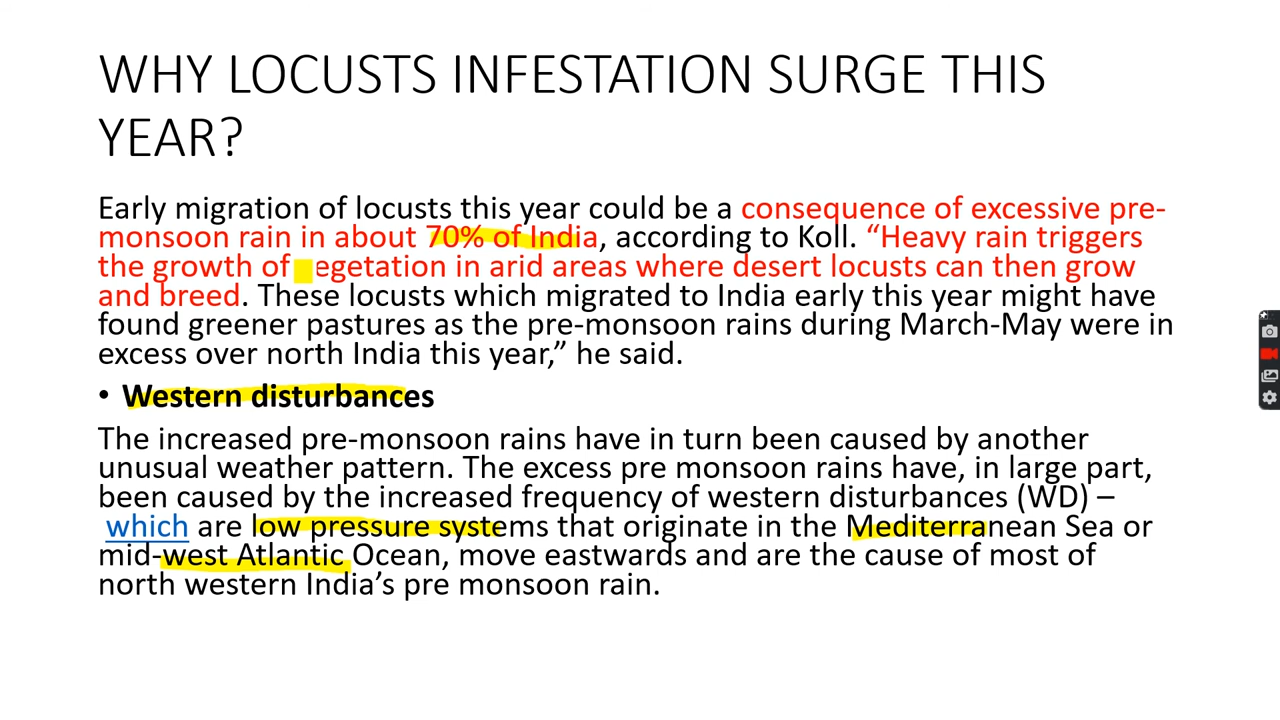 WHY LOCUSTS INFESTATION SURGE THIS
YEAR?
Early migration of locusts this year could be a consequence of excessive pre-
monsoon rain in about 70% of India, according to Koll. “Heavy rain triggers
the growth of egetation in arid areas where desert locusts can then grow
and breed. These locusts which migrated to India early this year might have
found greener pastures as the pre-monsoon rains during March-May were in
excess over north India this year,” he said.
• Western disturbances
The increased pre-monsoon rains have in turn been caused by another
unusual weather pattern. The excess pre monsoon rains have, in large part,
been caused by the increased frequency of western disturbances (WD) –
which are low pressure systems that originate in the Mediterranean Sea or
mid-west Atlantic Ocean, move eastwards and are the cause of most of
north western India’s pre monsoon rain.